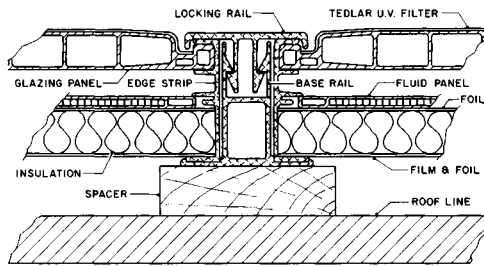 LOCKING RAIL
TEDLAR U.V. FILTER
GLAZING PANEL
EDGE STRIP
BASE RAIL
FLUID PANEL
FOIL
INSULATION
FILM & FOIL
SPACER
ROOF LINE